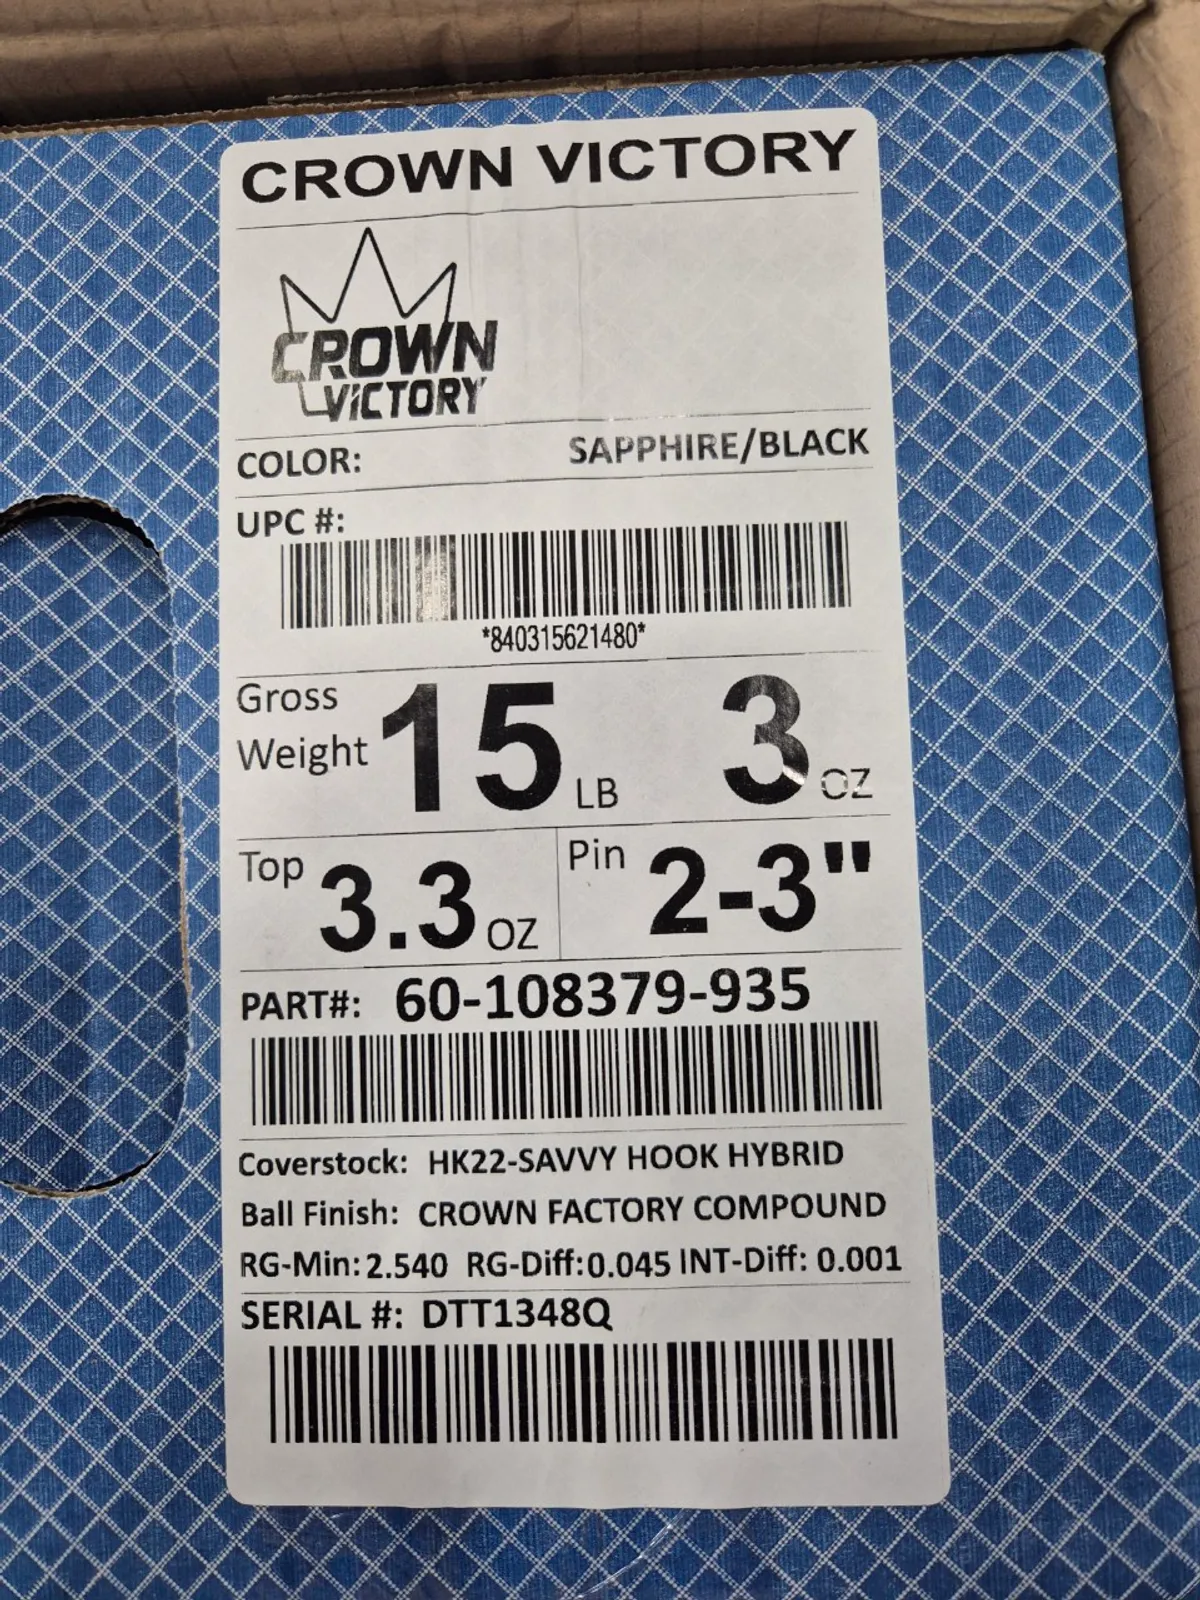 CROWN VICTORY
CROWN
VICTORY
COLOR: SAPPHIRE/BLACK
UPC #:
*840315621480*
Gross Weight 15 LB 3 OZ
Top 3.3 OZ Pin 2-3"
PART#: 60-108379-935
Coverstock: HK22-SAVVY HOOK HYBRID
Ball Finish: CROWN FACTORY COMPOUND
RG-Min: 2.540 RG-Diff: 0.045 INT-Diff: 0.001
SERIAL #: DTT1348Q